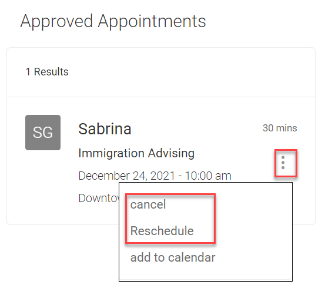 Approved Appointments
1 Results
SG
Sabrina
30 mins
Immigration Advising
December 24, 2021 - 10:00 am
Downtow
cancel
Reschedule
add to calendar